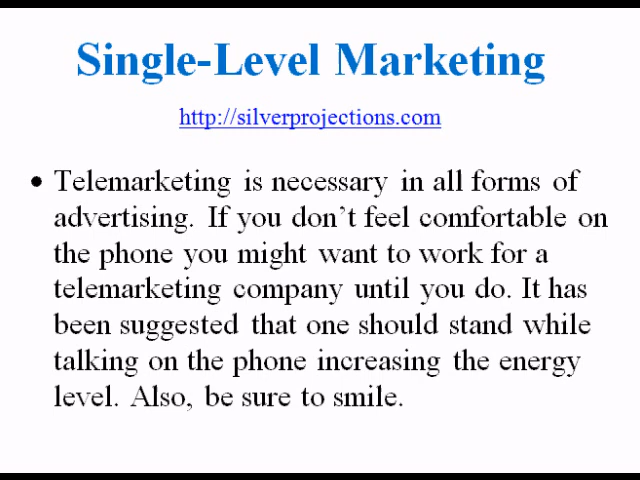 Single-Level Marketing
http://silverprojections.com
• Telemarketing is necessary in all forms of
advertising. If you don’t feel comfortable on
the phone you might want to work for a
telemarketing company until you do. It has
been suggested that one should stand while
talking on the phone increasing the energy
level. Also, be sure to smile.